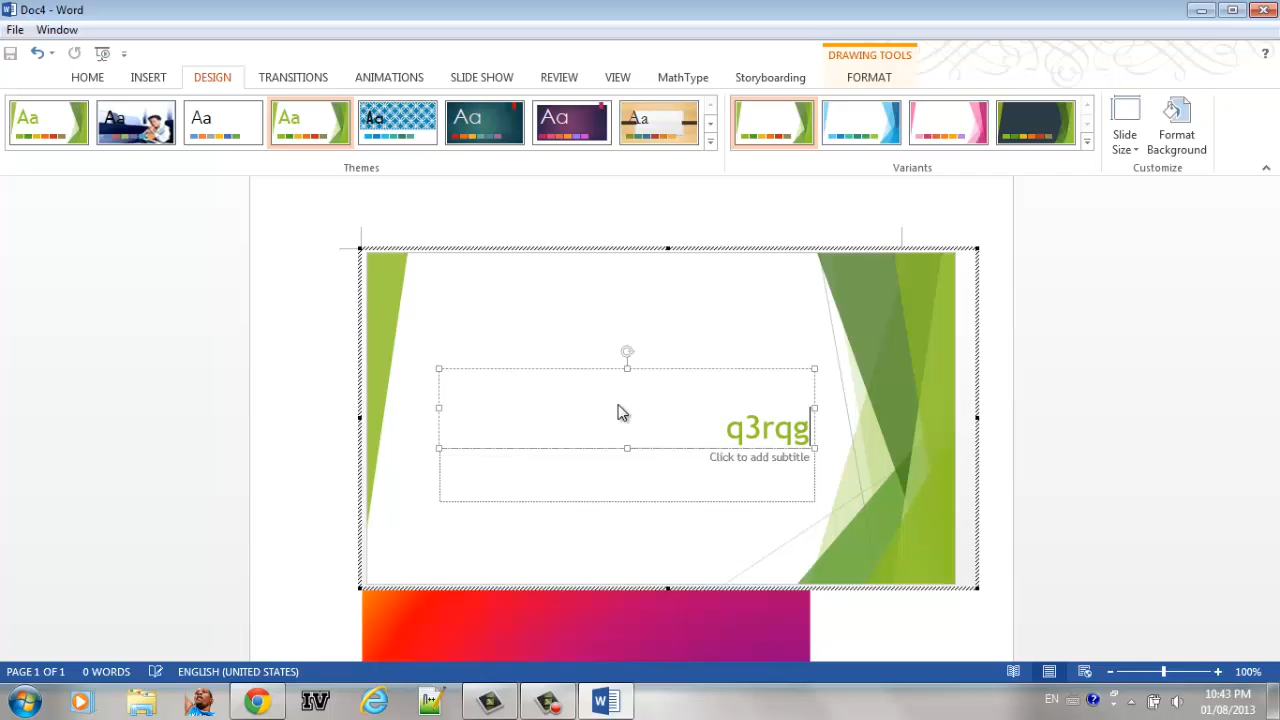 Doc4 - Word
File Window
DRAWING TOOLS
HOME INSERT DESIGN TRANSITIONS ANIMATIONS SLIDE SHOW REVIEW VIEW MathType Storyboarding FORMAT
?
Aa Aa Aa Aa Aa Aa Aa Aa
Slide Size
Format Background
Themes Variants Customize
q3rqg
Click to add subtitle
PAGE 1 OF 1 0 WORDS ENGLISH (UNITED STATES) 100%
IV
EN
10:43 PM
01/08/2013